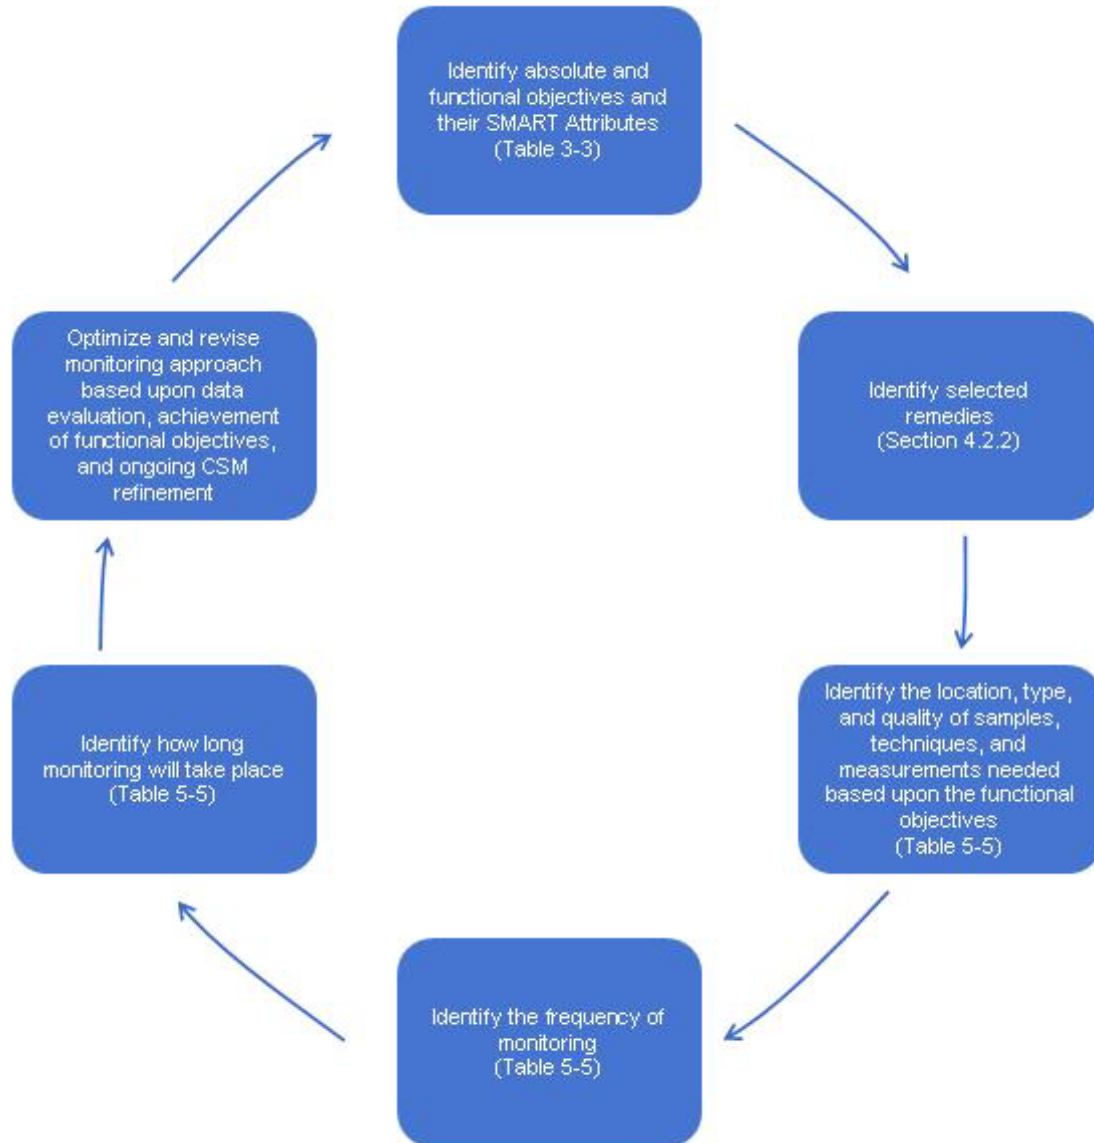 Identify absolute and
functional objectives and
their SMART Attributes
(Table 3-3)
Identify selected
remedies
(Section 4.2.2)
Identify the location, type,
and quality of samples,
techniques, and
measurements needed
based upon the functional
objectives
(Table 5-5)
Identify the frequency of
monitoring
(Table 5-5)
Identify how long
monitoring will take place
(Table 5-5)
Optimize and revise
monitoring approach
based upon data
evaluation, achievement
of functional objectives,
and ongoing CSM
refinement